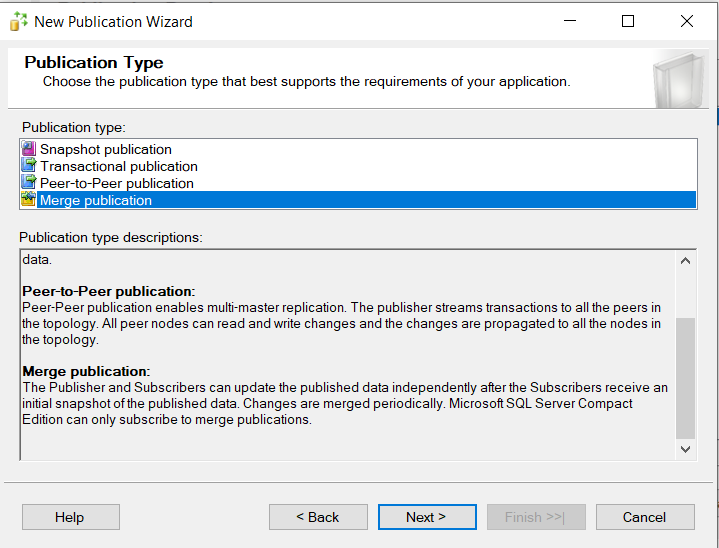 New Publication Wizard
Publication Type
Choose the publication type that best supports the requirements of your application.
Publication type:
Snapshot publication
Transactional publication
Peer-to-Peer publication
Merge publication
Publication type descriptions:
data.
Peer-to-Peer publication:
Peer-Peer publication enables multi-master replication. The publisher streams transactions to all the peers in
the topology. All peer nodes can read and write changes and the changes are propagated to all the nodes in
the topology.
Merge publication:
The Publisher and Subscribers can update the published data independently after the Subscribers receive an
initial snapshot of the published data. Changes are merged periodically. Microsoft SQL Server Compact
Edition can only subscribe to merge publications.
Help
< Back
Next >
Finish >>|
Cancel